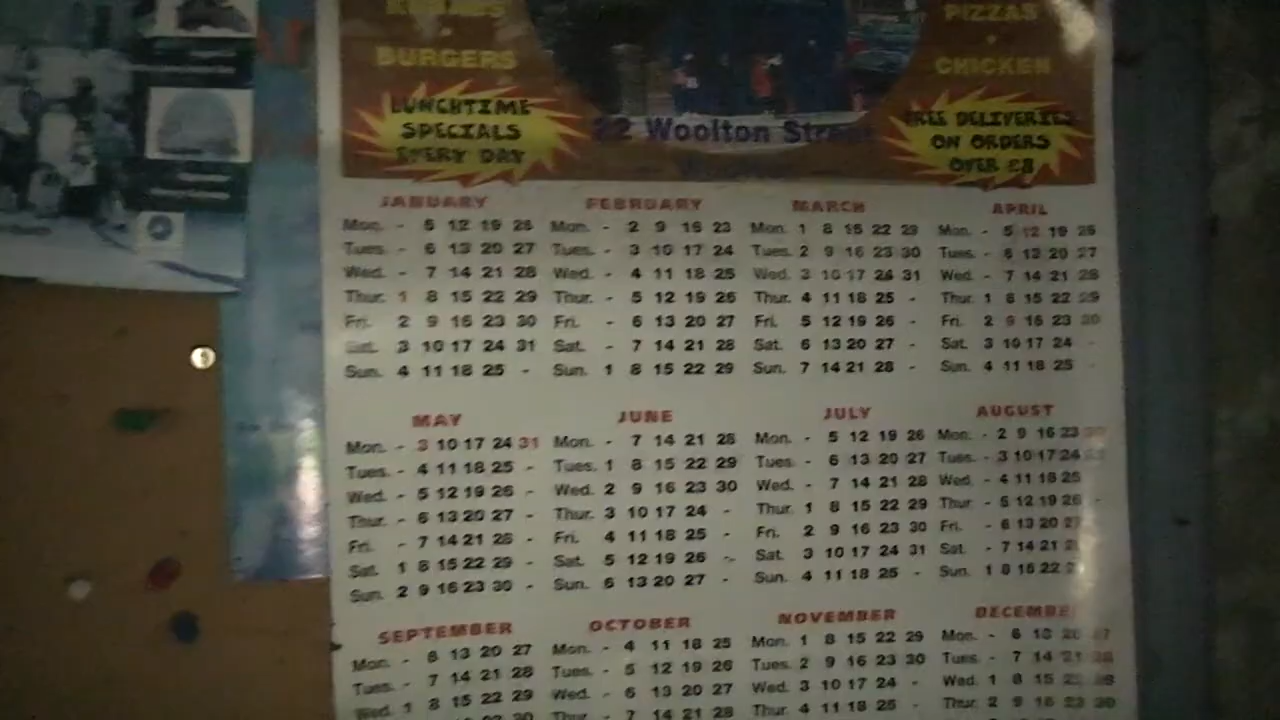 KEBABS
BURGERS
LUNCHTIME
SPECIALS
EVERY DAY
22 Woolton Street
PIZZAS
CHICKEN
FREE DELIVERIES
ON ORDERS
OVER £8
JANUARY
Mon. - 5 12 19 26
Tues. - 6 13 20 27
Wed. - 7 14 21 28
Thur. 1 8 15 22 29
Fri. 2 9 16 23 30
Sat. 3 10 17 24 31
Sun. 4 11 18 25 -
FEBRUARY
Mon. - 2 9 16 23
Tues. - 3 10 17 24
Wed. - 4 11 18 25
Thur. - 5 12 19 26
Fri. - 6 13 20 27
Sat. - 7 14 21 28
Sun. 1 8 15 22 29
MARCH
Mon. 1 8 15 22 29
Tues. 2 9 16 23 30
Wed. 3 10 17 24 31
Thur. 4 11 18 25 -
Fri. 5 12 19 26 -
Sat. 6 13 20 27 -
Sun. 7 14 21 28 -
APRIL
Mon. - 5 12 19 26
Tues. - 6 13 20 27
Wed. - 7 14 21 28
Thur. 1 8 15 22 29
Fri. 2 9 16 23 30
Sat. 3 10 17 24 -
Sun. 4 11 18 25 -
MAY
Mon. - 3 10 17 24 31
Tues. - 4 11 18 25 -
Wed. - 5 12 19 26 -
Thur. - 6 13 20 27 -
Fri. - 7 14 21 28 -
Sat. 1 8 15 22 29 -
Sun. 2 9 16 23 30 -
JUNE
Mon. - 7 14 21 28
Tues. 1 8 15 22 29
Wed. 2 9 16 23 30
Thur. 3 10 17 24 -
Fri. 4 11 18 25 -
Sat. 5 12 19 26 -
Sun. 6 13 20 27 -
JULY
Mon. - 5 12 19 26
Tues. - 6 13 20 27
Wed. - 7 14 21 28
Thur. 1 8 15 22 29
Fri. 2 9 16 23 30
Sat. 3 10 17 24 31
Sun. 4 11 18 25 -
AUGUST
Mon. - 2 9 16 23 30
Tues. - 3 10 17 24 31
Wed. - 4 11 18 25
Thur. - 5 12 19 26 -
Fri. - 6 13 20 27
Sat. - 7 14 21
Sun. 1 8 15 22
SEPTEMBER
Mon. - 6 13 20 27
Tues. - 7 14 21 28
Wed. 1 8 15 22 29
OCTOBER
Mon. - 4 11 18 25
Tues. - 5 12 19 26
Wed. - 6 13 20 27
Thur. - 7 14 21 28
NOVEMBER
Mon. 1 8 15 22 29
Tues. 2 9 16 23 30
Wed. 3 10 17 24 -
Thur. 4 11 18 25 -
DECEMBER
Mon. - 6 13 20 27
Tues. - 7 14 21 28
Wed. 1 8 15 22
Thur. 2 9 16 23 30